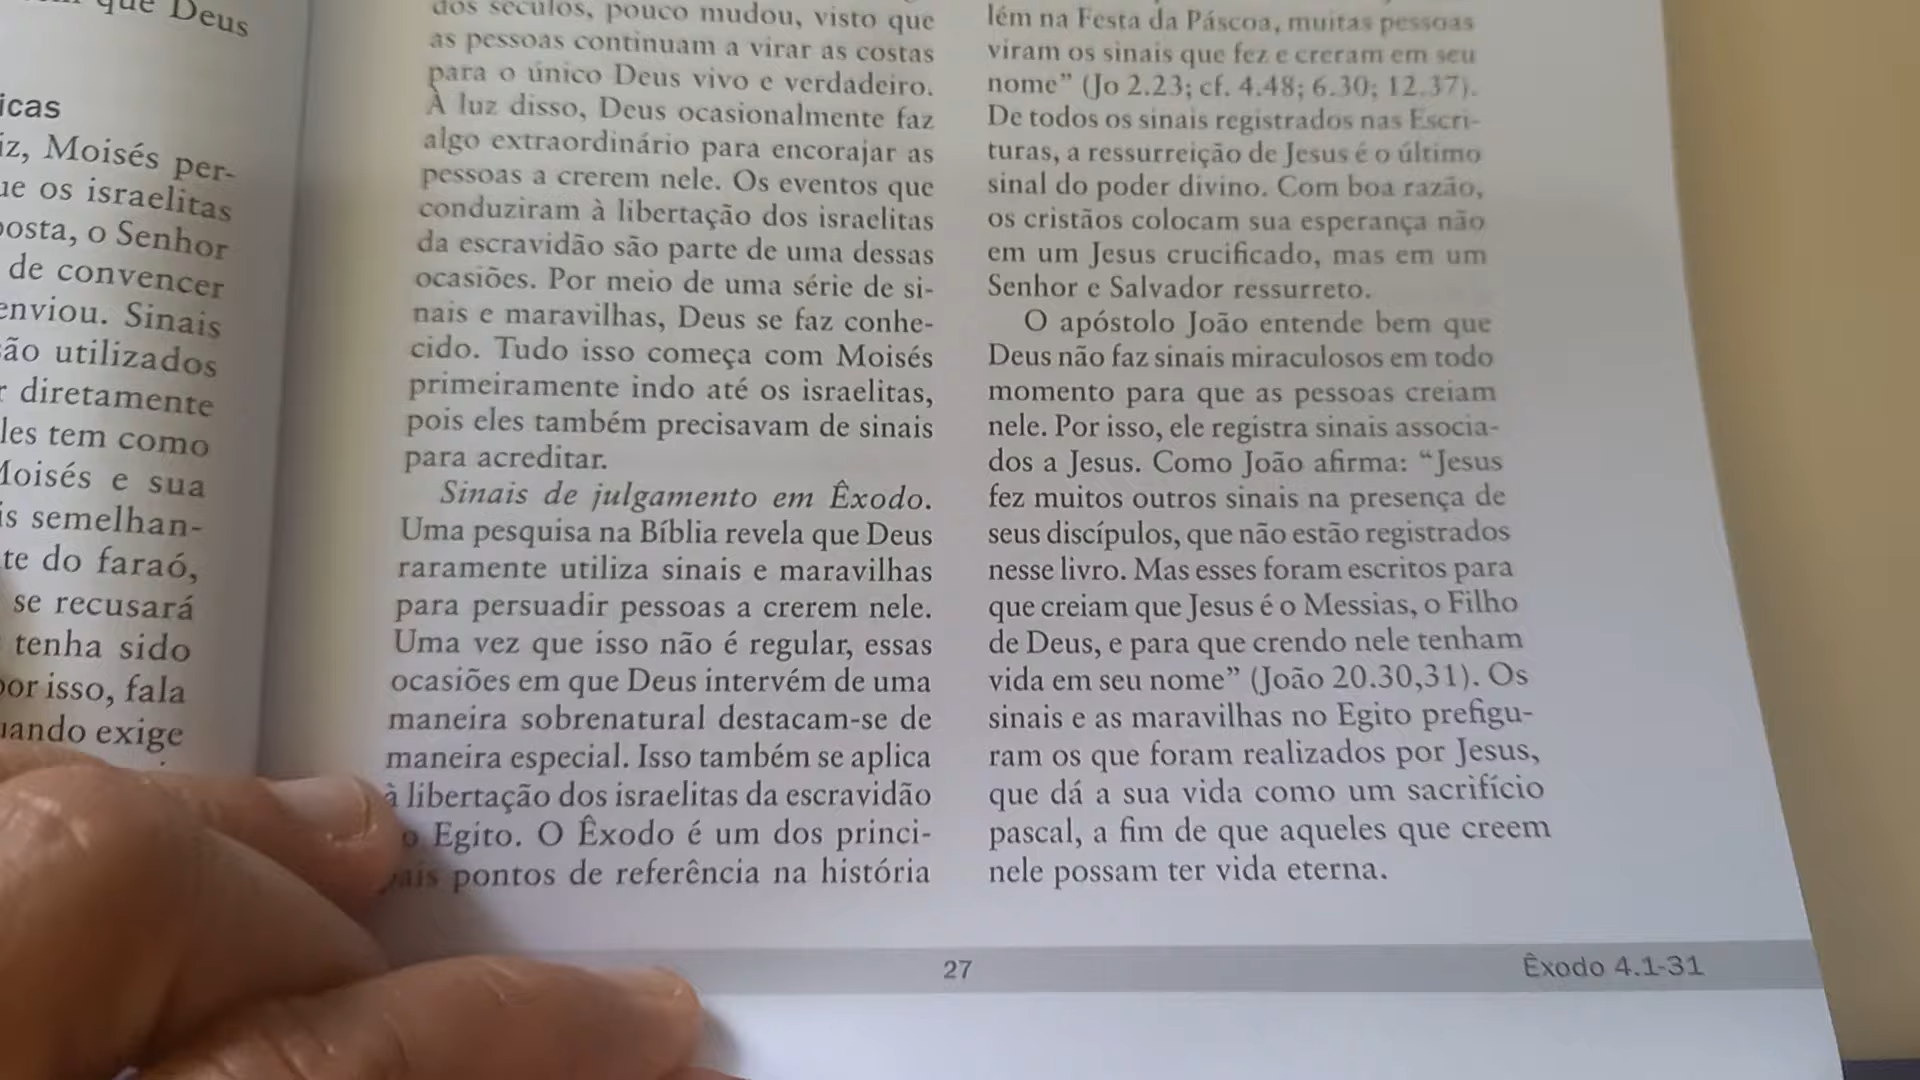 que Deus
icas
iz, Moisés per-
ue os israelitas
posta, o Senhor
de convencer
enviou. Sinais
são utilizados
r diretamente
les tem como
Moisés e sua
is semelhan-
te do faraó,
se recusará
tenha sido
por isso, fala
uando exige
dos séculos, pouco mudou, visto que
as pessoas continuam a virar as costas
para o único Deus vivo e verdadeiro.
À luz disso, Deus ocasionalmente faz
algo extraordinário para encorajar as
pessoas a crerem nele. Os eventos que
conduziram à libertação dos israelitas
da escravidão são parte de uma dessas
ocasiões. Por meio de uma série de si-
nais e maravilhas, Deus se faz conhe-
cido. Tudo isso começa com Moisés
primeiramente indo até os israelitas,
pois eles também precisavam de sinais
para acreditar.
Sinais de julgamento em Êxodo.
Uma pesquisa na Bíblia revela que Deus
raramente utiliza sinais e maravilhas
para persuadir pessoas a crerem nele.
Uma vez que isso não é regular, essas
ocasiões em que Deus intervém de uma
maneira sobrenatural destacam-se de
maneira especial. Isso também se aplica
à libertação dos israelitas da escravidão
o Egito. O Êxodo é um dos princi-
pais pontos de referência na história
lém na Festa da Páscoa, muitas pessoas
viram os sinais que fez e creram em seu
nome” (Jo 2.23; cf. 4.48; 6.30; 12.37).
De todos os sinais registrados nas Escri-
turas, a ressurreição de Jesus é o último
sinal do poder divino. Com boa razão,
os cristãos colocam sua esperança não
em um Jesus crucificado, mas em um
Senhor e Salvador ressurreto.
O apóstolo João entende bem que
Deus não faz sinais miraculosos em todo
momento para que as pessoas creiam
nele. Por isso, ele registra sinais associa-
dos a Jesus. Como João afirma: “Jesus
fez muitos outros sinais na presença de
seus discípulos, que não estão registrados
nesse livro. Mas esses foram escritos para
que creiam que Jesus é o Messias, o Filho
de Deus, e para que crendo nele tenham
vida em seu nome” (João 20.30,31). Os
sinais e as maravilhas no Egito prefigu-
ram os que foram realizados por Jesus,
que dá a sua vida como um sacrifício
pascal, a fim de que aqueles que creem
nele possam ter vida eterna.
27
Êxodo 4.1-31